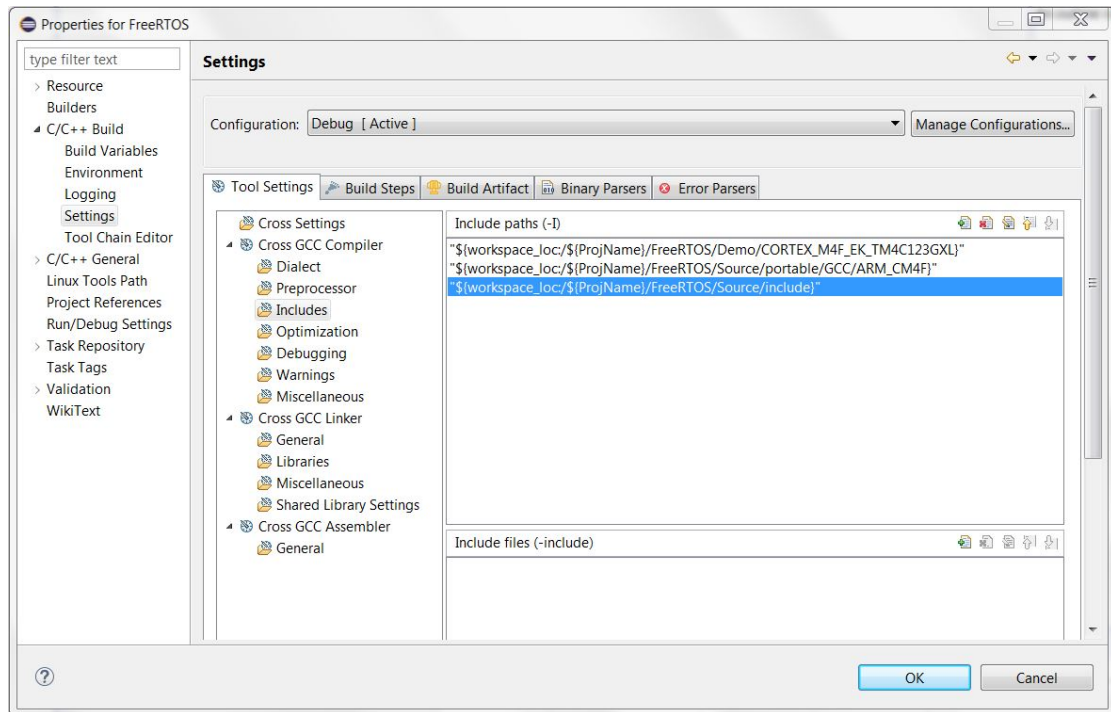 Properties for FreeRTOS
type filter text
Resource
Builders
C/C++ Build
Build Variables
Environment
Logging
Settings
Tool Chain Editor
C/C++ General
Linux Tools Path
Project References
Run/Debug Settings
Task Repository
Task Tags
Validation
WikiText
Settings
Configuration: Debug [ Active ]
Manage Configurations...
Tool Settings Build Steps Build Artifact Binary Parsers Error Parsers
Cross Settings
Cross GCC Compiler
Dialect
Preprocessor
Includes
Optimization
Debugging
Warnings
Miscellaneous
Cross GCC Linker
General
Libraries
Miscellaneous
Shared Library Settings
Cross GCC Assembler
General
Include paths (-I)
"${workspace_loc:/${ProjName}/FreeRTOS/Demo/CORTEX_M4F_EK_TM4C123GXL}"
"${workspace_loc:/${ProjName}/FreeRTOS/Source/portable/GCC/ARM_CM4F}"
"${workspace_loc:/${ProjName}/FreeRTOS/Source/include}"
Include files (-include)
OK Cancel